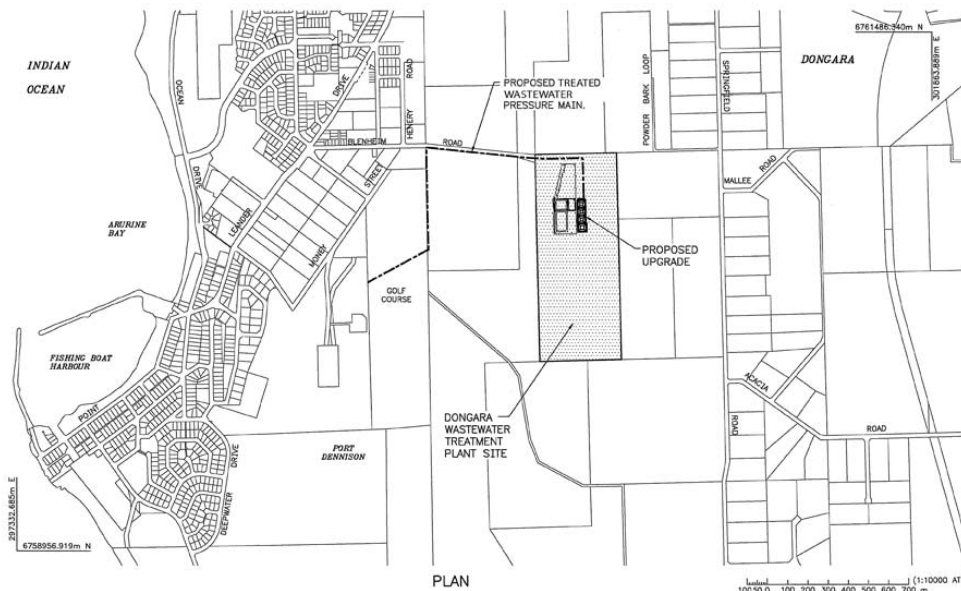 INDIAN
OCEAN
OCEAN
DRIVE
DRIVE
HENERY
ROAD
BLENHEIM
ROAD
PROPOSED TREATED
WASTEWATER
PRESSURE MAIN.
POWDER BARK LOOP
SPRINGFIELD
DONGARA
6761486.340m N
301863.889m E
MALLEE
ROAD
ARURINE
BAY
LEANDER
MONEY
STREET
GOLF
COURSE
PROPOSED
UPGRADE
FISHING BOAT
HARBOUR
POINT
DONGARA
WASTEWATER
TREATMENT
PLANT SITE
ACACIA
ROAD
ROAD
PORT
DENNISON
DEEPWATER
DRIVE
297332.685m E
6758956.919m N
PLAN
100 50 0 100 200 300 400 500 600 700 m
(1:10000 AT